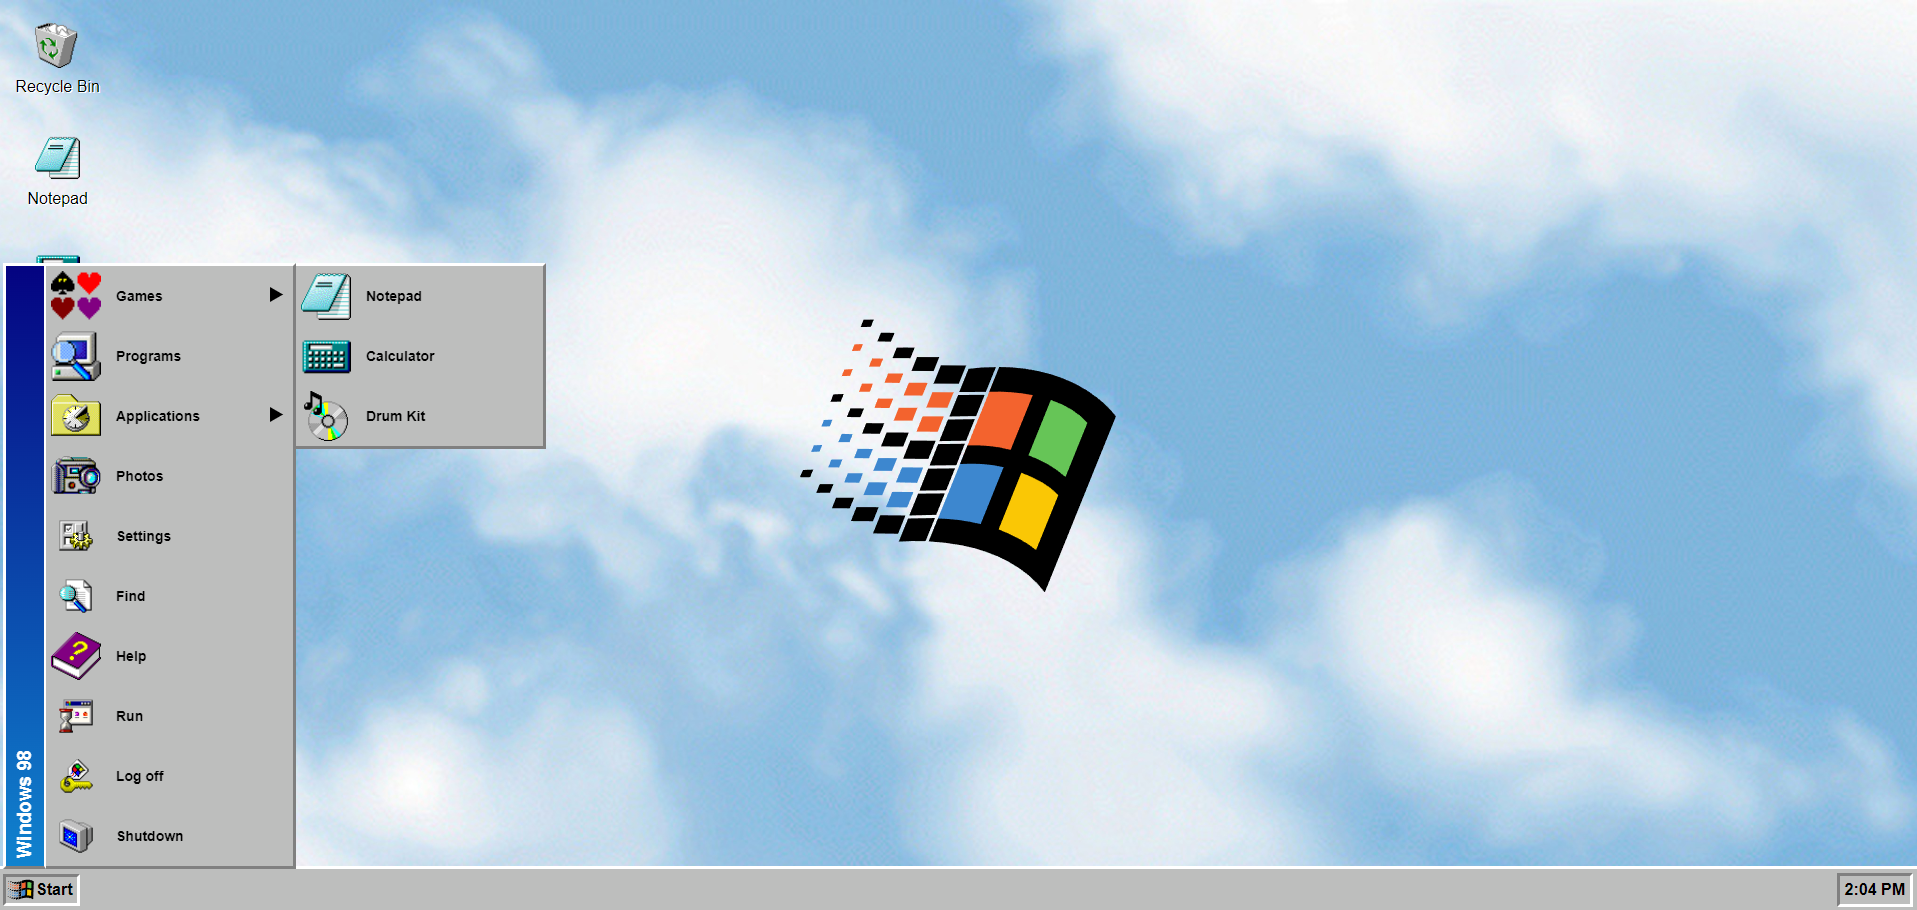 Recycle Bin
Notepad
Games
Programs
Applications
Photos
Settings
Find
Help
Run
Log off
Shutdown
Notepad
Calculator
Drum Kit
Windows 98
Start
2:04 PM